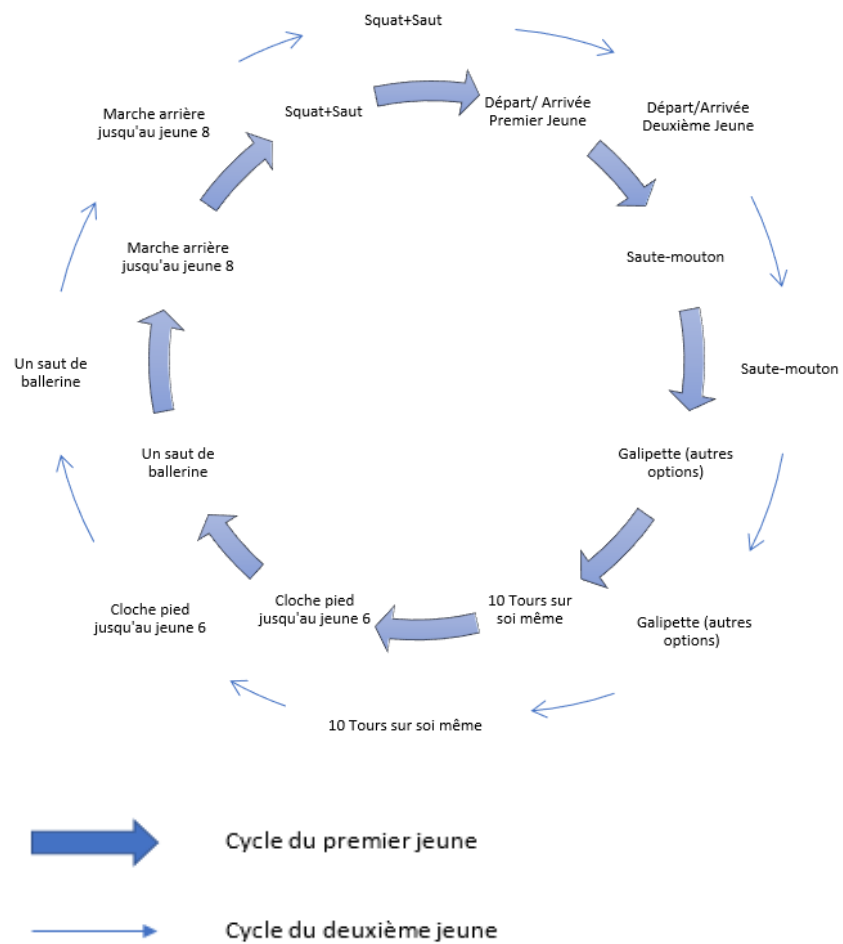 Squat+Saut
Squat+Saut
Départ/ Arrivée
Premier Jeune
Départ/Arrivée
Deuxième Jeune
Marche arrière
jusqu'au jeune 8
Marche arrière
jusqu'au jeune 8
Saute-mouton
Saute-mouton
Un saut de
ballerine
Un saut de
ballerine
Galipette (autres
options)
Cloche pied
jusqu'au jeune 6
Cloche pied
jusqu'au jeune 6
10 Tours sur
soi même
Galipette (autres
options)
10 Tours sur soi même
Cycle du premier jeune
Cycle du deuxième jeune